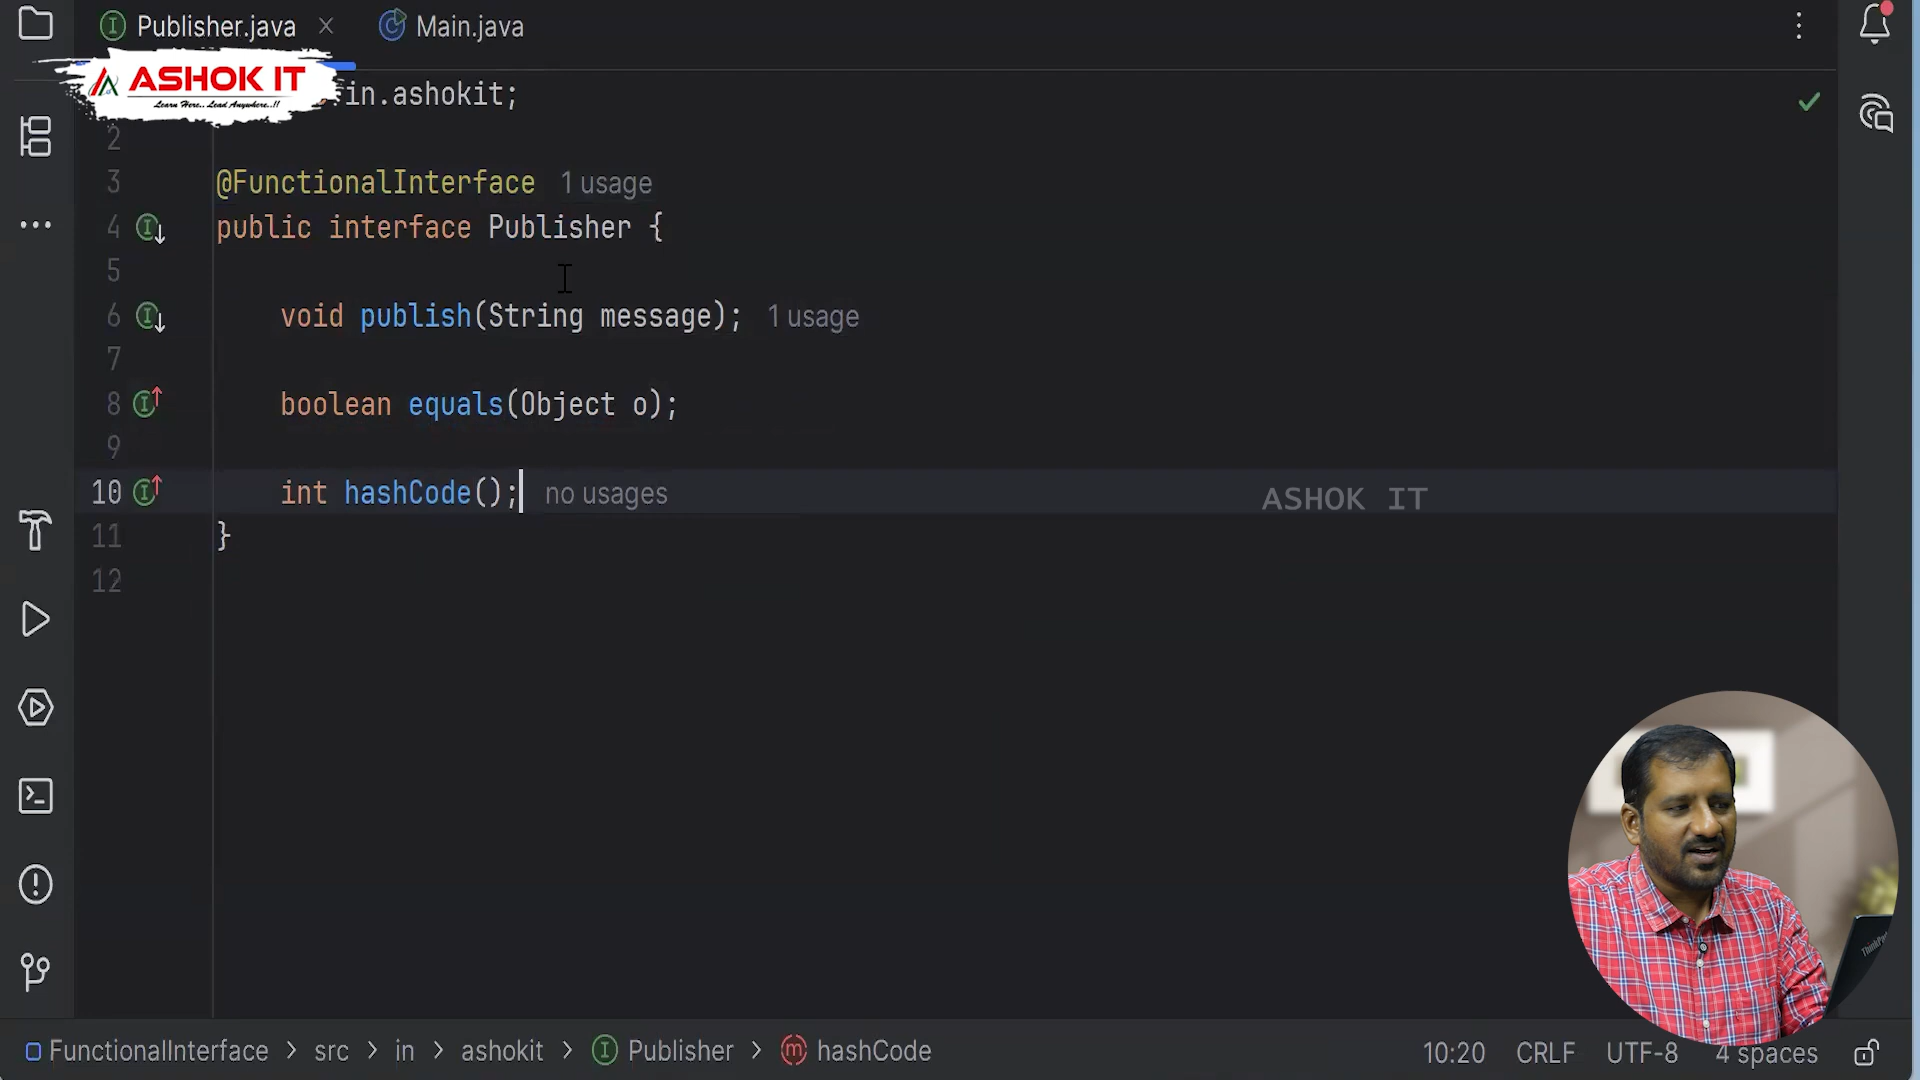 Publisher.java
Main.java
ASHOK IT
Learn Here.. Lead Anywhere..!!
.in.ashokit;
2
3 @FunctionalInterface 1 usage
4 public interface Publisher {
5
6 void publish(String message); 1 usage
7
8 boolean equals(Object o);
9
10 int hashCode(); no usages
ASHOK IT
11 }
12
ThinkPad
FunctionalInterface > src > in > ashokit > Publisher > hashCode
10:20 CRLF UTF-8 4 spaces